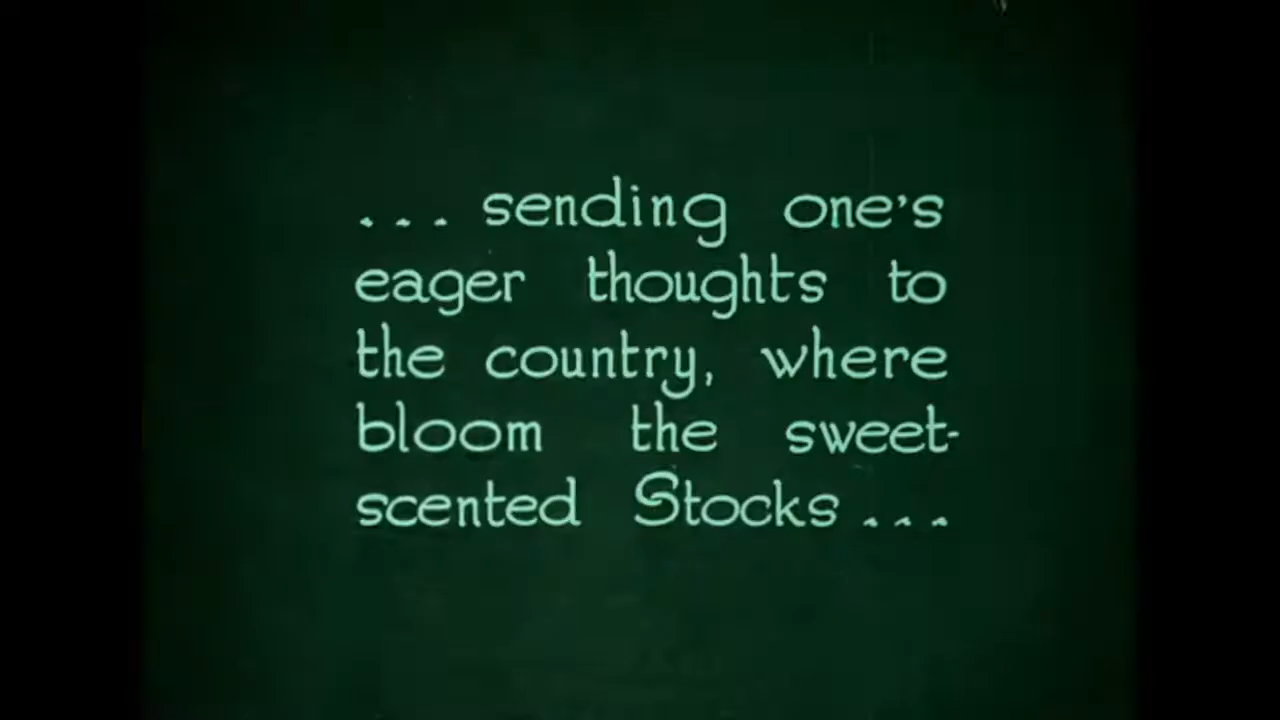 ... sending one's
eager thoughts to
the country, where
bloom the sweet-
scented Stocks ...